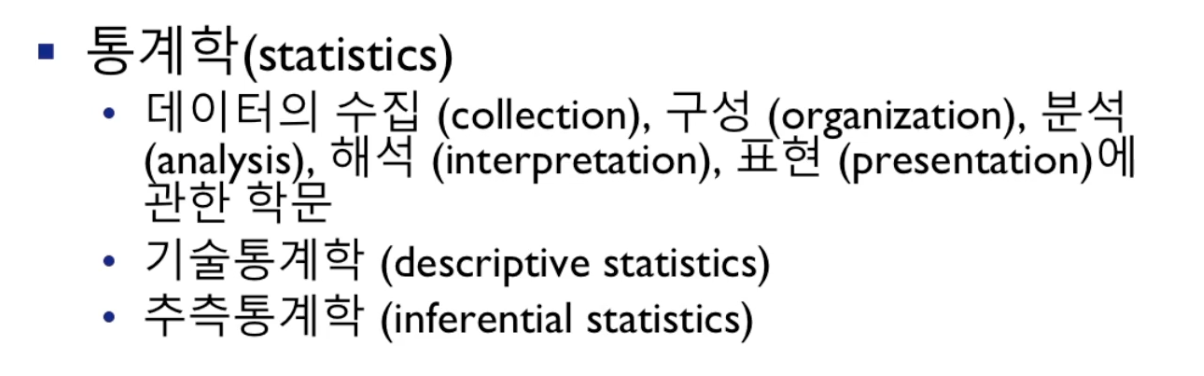 ▪ 통계학(statistics)
• 데이터의 수집 (collection), 구성 (organization), 분석
(analysis), 해석 (interpretation), 표현 (presentation)에
관한 학문
• 기술통계학 (descriptive statistics)
• 추측통계학 (inferential statistics)